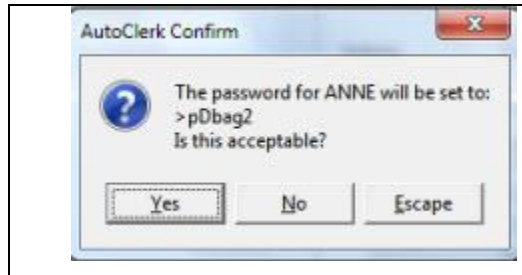 AutoClerk Confirm
The password for ANNE will be set to:
>pDbag2
Is this acceptable?
Yes
No
Escape